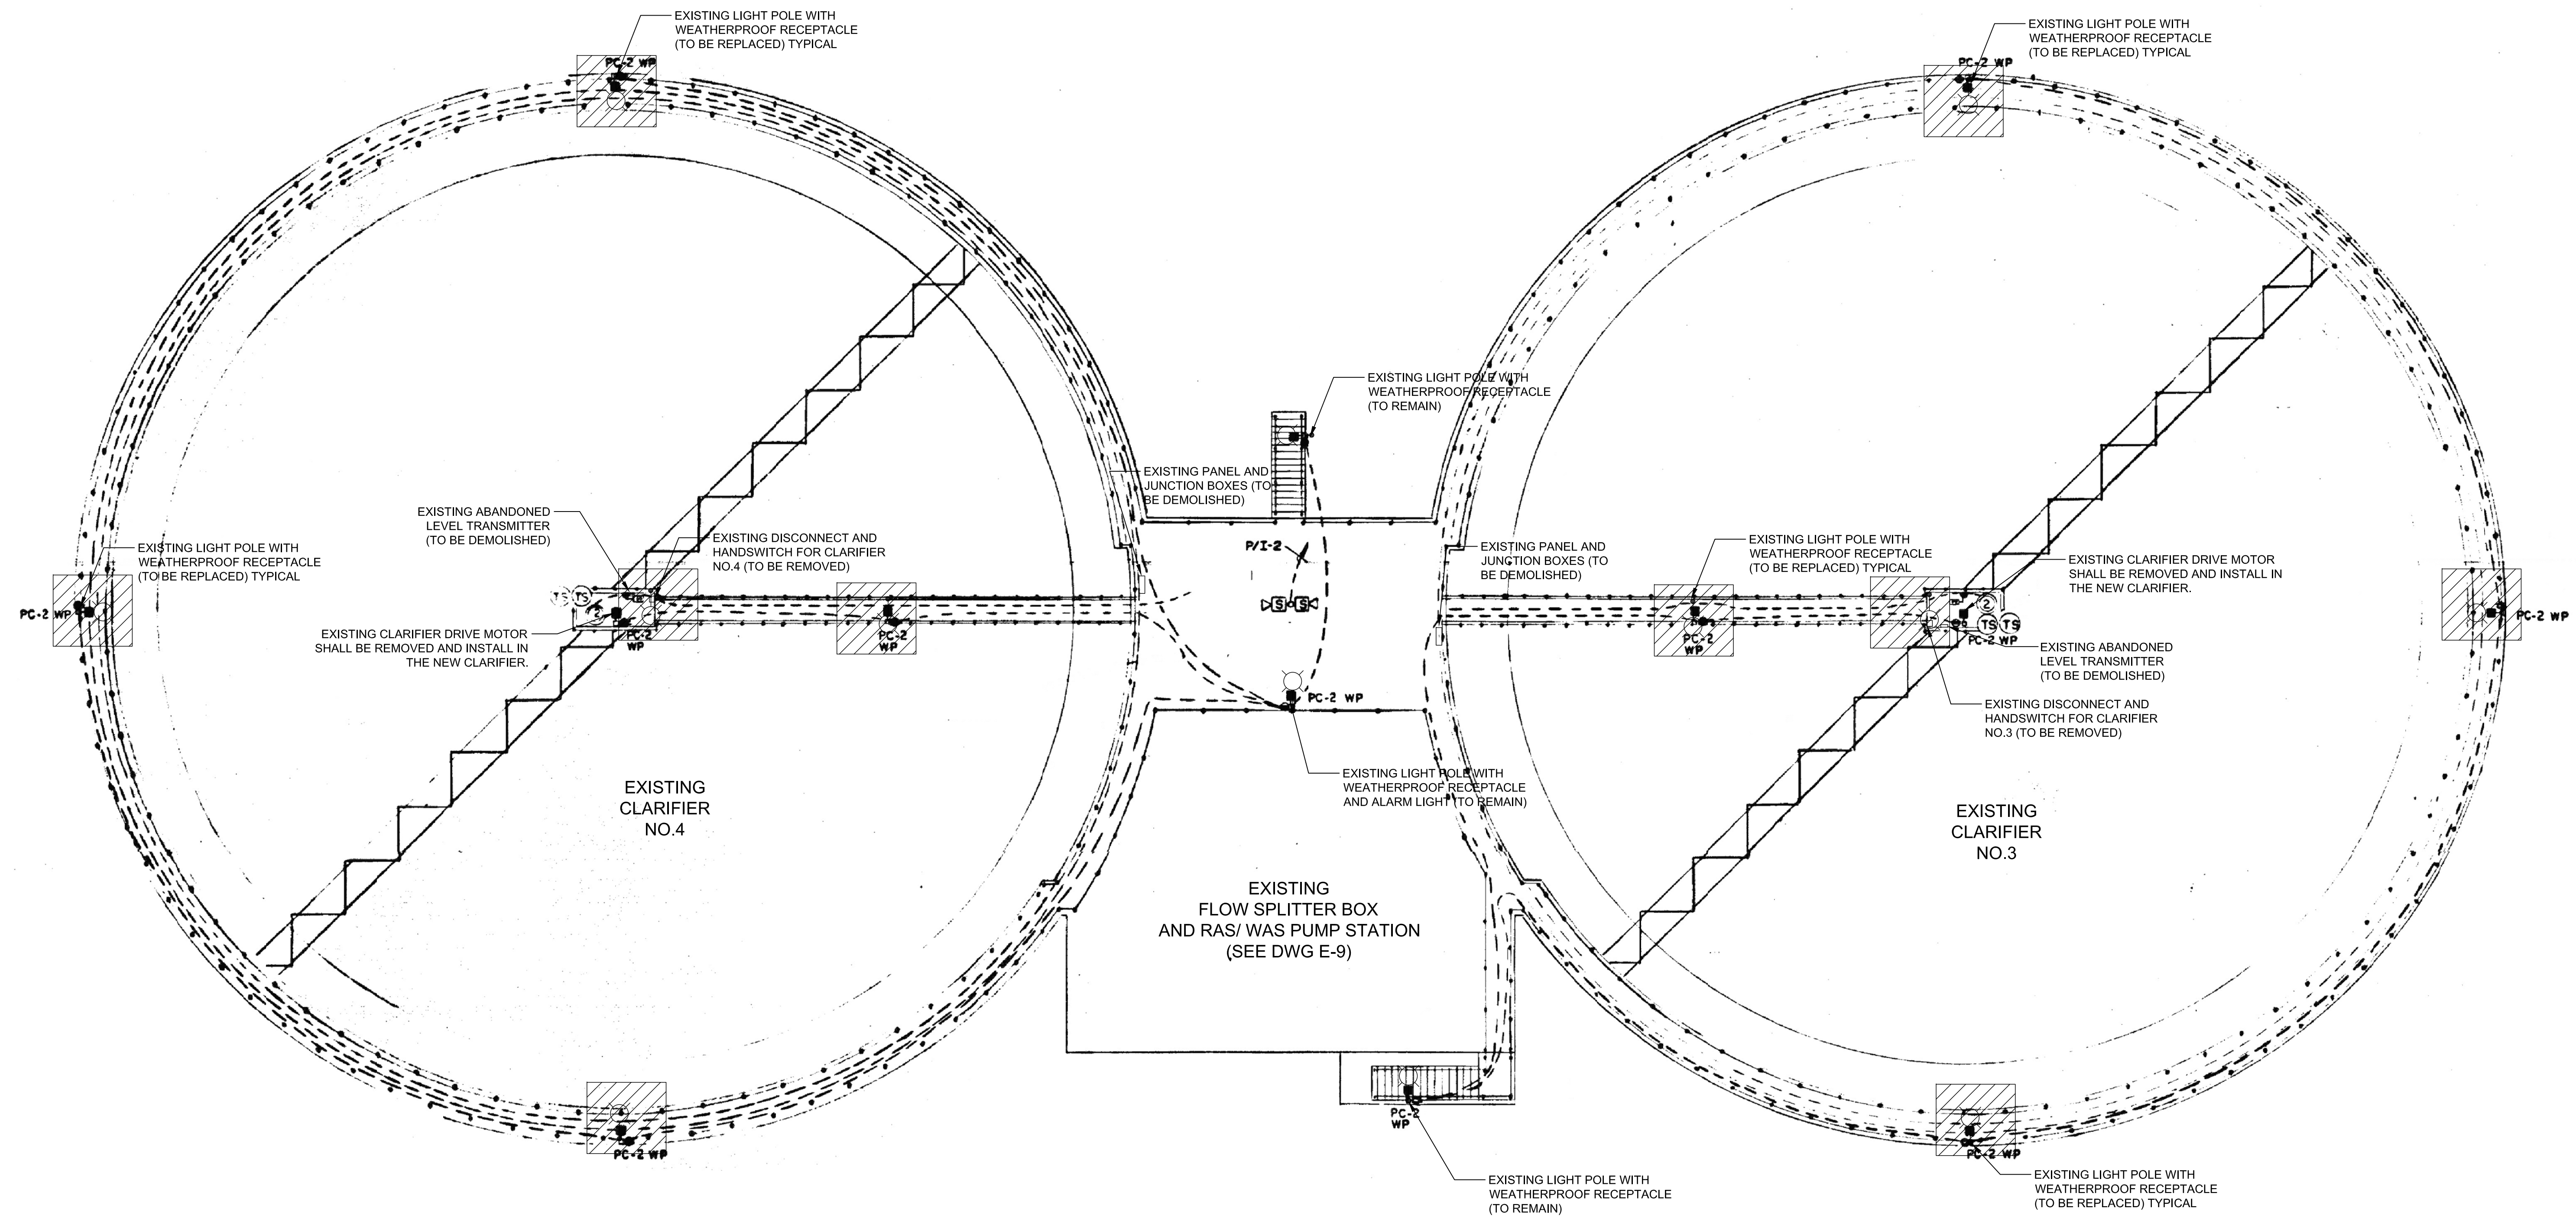 EXISTING LIGHT POLE WITH
WEATHERPROOF RECEPTACLE
(TO BE REPLACED) TYPICAL
PC-2 WP
EXISTING LIGHT POLE WITH
WEATHERPROOF RECEPTACLE
(TO BE REPLACED) TYPICAL
PC-2 WP
EXISTING LIGHT POLE WITH
WEATHERPROOF RECEPTACLE
(TO REMAIN)
EXISTING PANEL AND
JUNCTION BOXES (TO
BE DEMOLISHED)
EXISTING ABANDONED
LEVEL TRANSMITTER
(TO BE DEMOLISHED)
EXISTING DISCONNECT AND
HANDSWITCH FOR CLARIFIER
NO.4 (TO BE REMOVED)
EXISTING LIGHT POLE WITH
WEATHERPROOF RECEPTACLE
(TO BE REPLACED) TYPICAL
PC-2 WP
TS TS
2
PC-2
WP
PC-2
WP
EXISTING CLARIFIER DRIVE MOTOR
SHALL BE REMOVED AND INSTALL IN
THE NEW CLARIFIER.
P/I-2
S S
EXISTING PANEL AND
JUNCTION BOXES (TO
BE DEMOLISHED)
EXISTING LIGHT POLE WITH
WEATHERPROOF RECEPTACLE
(TO BE REPLACED) TYPICAL
PC-2
WP
EXISTING CLARIFIER DRIVE MOTOR
SHALL BE REMOVED AND INSTALL IN
THE NEW CLARIFIER.
2
TS TS
PC-2 WP
PC-2 WP
EXISTING ABANDONED
LEVEL TRANSMITTER
(TO BE DEMOLISHED)
EXISTING DISCONNECT AND
HANDSWITCH FOR CLARIFIER
NO.3 (TO BE REMOVED)
PC-2 WP
EXISTING LIGHT POLE WITH
WEATHERPROOF RECEPTACLE
AND ALARM LIGHT (TO REMAIN)
EXISTING
CLARIFIER
NO.4
EXISTING
CLARIFIER
NO.3
EXISTING
FLOW SPLITTER BOX
AND RAS/ WAS PUMP STATION
(SEE DWG E-9)
PC-2 WP
PC-2
WP
PC-2 WP
EXISTING LIGHT POLE WITH
WEATHERPROOF RECEPTACLE
(TO REMAIN)
EXISTING LIGHT POLE WITH
WEATHERPROOF RECEPTACLE
(TO BE REPLACED) TYPICAL